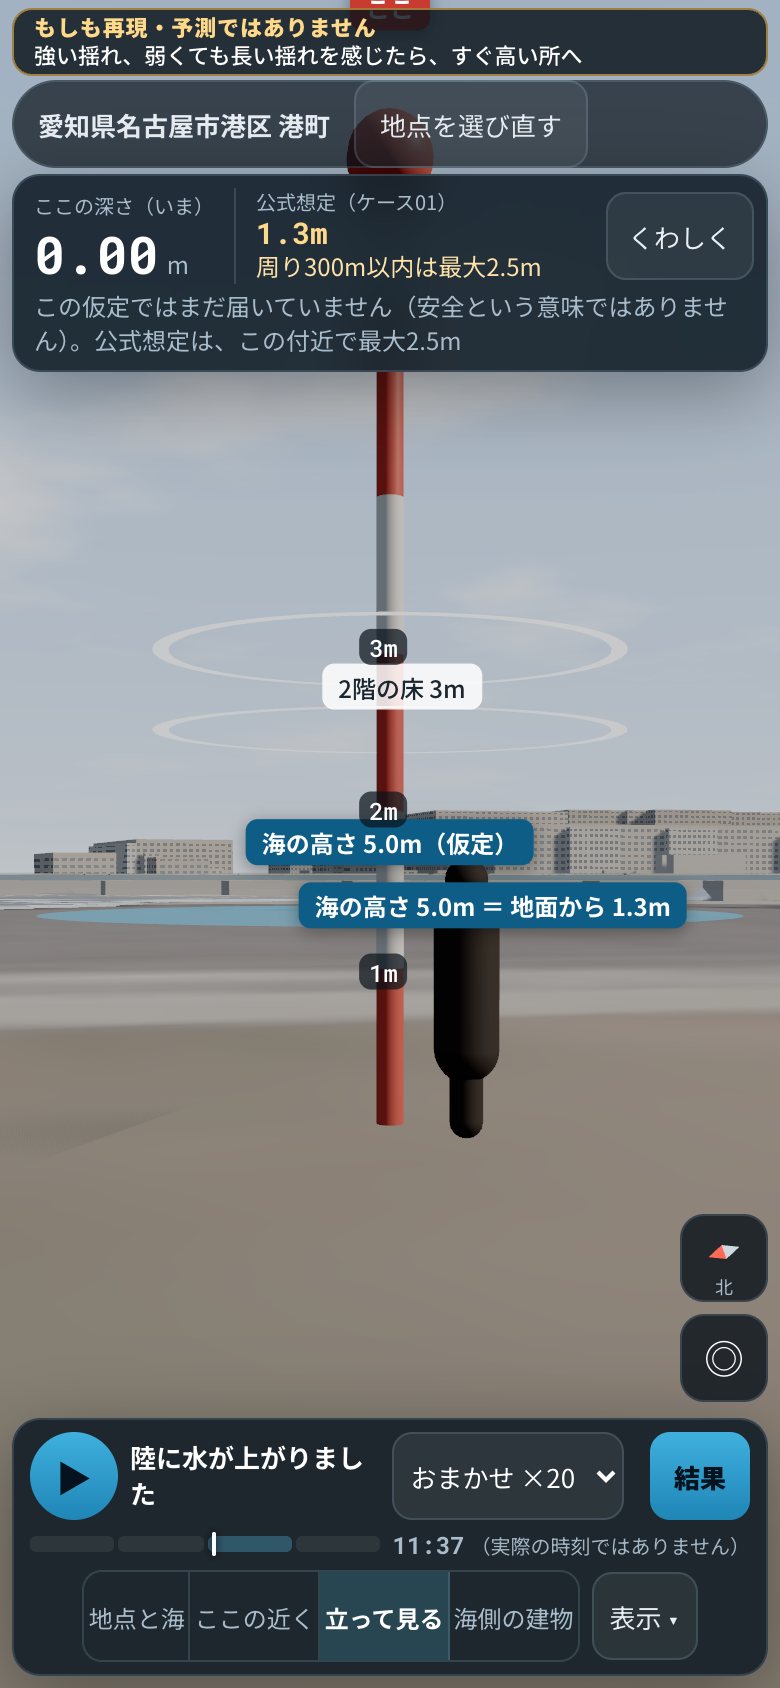 ここ
もしも再現・予測ではありません
強い揺れ、弱くても長い揺れを感じたら、すぐ高い所へ
愛知県名古屋市港区 港町
地点を選び直す
ここの深さ（いま）
0.00 m
公式想定（ケース01）
1.3m
周り300m以内は最大2.5m
くわしく
この仮定ではまだ届いていません（安全という意味ではありませ
ん）。公式想定は、この付近で最大2.5m
3m
2階の床 3m
2m
海の高さ 5.0m（仮定）
海の高さ 5.0m ＝ 地面から 1.3m
1m
北
陸に水が上がりまし
た
おまかせ ×20
結果
11:37 （実際の時刻ではありません）
地点と海
ここの近く
立って見る
海側の建物
表示 ▾